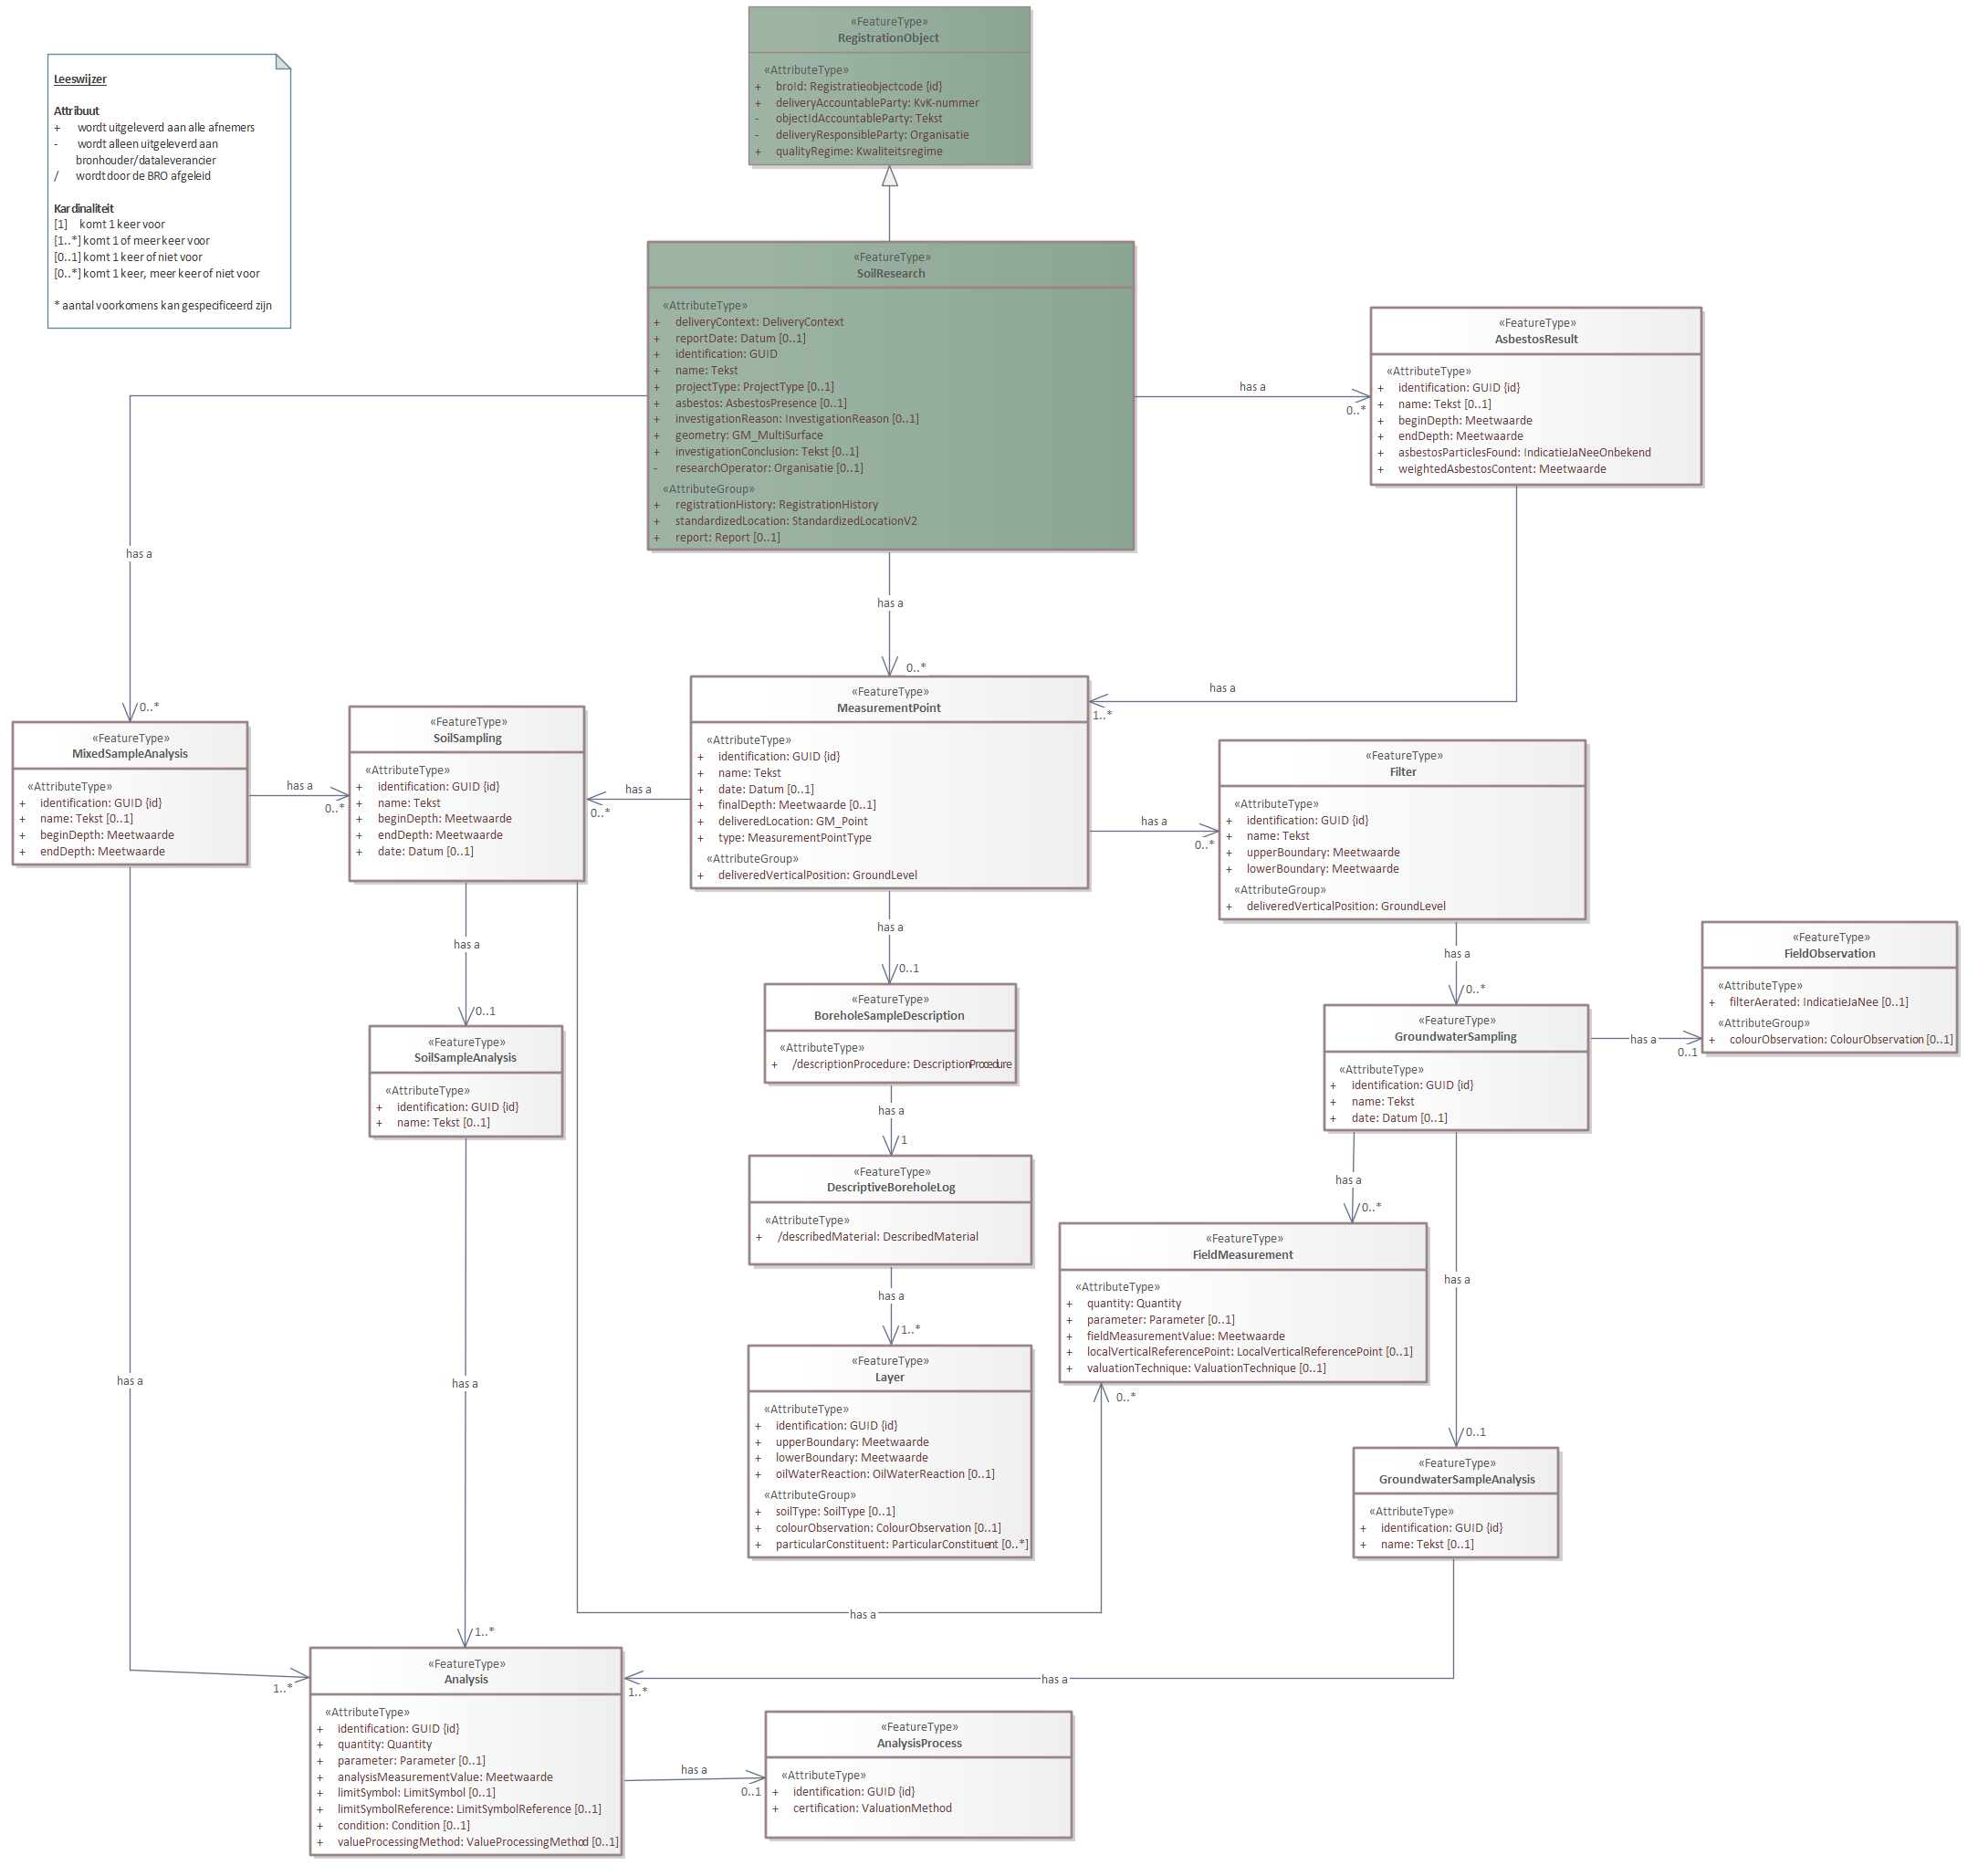 «FeatureType»
RegistrationObject
«AttributeType»
+ broId: Registratieobjectcode {id}
+ deliveryAccountableParty: KvK-nummer
- objectIdAccountableParty: Tekst
- deliveryResponsibleParty: Organisatie
+ qualityRegime: Kwaliteitsregime
Leeswijzer
Attribuut
+ wordt uitgeleverd aan alle afnemers
- wordt alleen uitgeleverd aan
bronhouder/dataleverancier
/ wordt door de BRO afgeleid
Kardinaliteit
[1] komt 1 keer voor
[1..*] komt 1 of meer keer voor
[0..1] komt 1 keer of niet voor
[0..*] komt 1 keer, meer keer of niet voor
* aantal voorkomens kan gespecificeerd zijn
«FeatureType»
SoilResearch
«AttributeType»
+ deliveryContext: DeliveryContext
+ reportDate: Datum [0..1]
+ identification: GUID
+ name: Tekst
+ projectType: ProjectType [0..1]
+ asbestos: AsbestosPresence [0..1]
+ investigationReason: InvestigationReason [0..1]
+ geometry: GM_MultiSurface
+ investigationConclusion: Tekst [0..1]
- researchOperator: Organisatie [0..1]
«AttributeGroup»
+ registrationHistory: RegistrationHistory
+ standardizedLocation: StandardizedLocationV2
+ report: Report [0..1]
has a
0..*
«FeatureType»
AsbestosResult
«AttributeType»
+ identification: GUID {id}
+ name: Tekst [0..1]
+ beginDepth: Meetwaarde
+ endDepth: Meetwaarde
+ asbestosParticlesFound: IndicatieJaNeeOnbekend
+ weightedAsbestosContent: Meetwaarde
has a
0..*
has a
0..*
has a
1..*
«FeatureType»
MixedSampleAnalysis
«AttributeType»
+ identification: GUID {id}
+ name: Tekst [0..1]
+ beginDepth: Meetwaarde
+ endDepth: Meetwaarde
has a
0..*
«FeatureType»
SoilSampling
«AttributeType»
+ identification: GUID {id}
+ name: Tekst
+ beginDepth: Meetwaarde
+ endDepth: Meetwaarde
+ date: Datum [0..1]
has a
0..*
«FeatureType»
MeasurementPoint
«AttributeType»
+ identification: GUID {id}
+ name: Tekst
+ date: Datum [0..1]
+ finalDepth: Meetwaarde [0..1]
+ deliveredLocation: GM_Point
+ type: MeasurementPointType
«AttributeGroup»
+ deliveredVerticalPosition: GroundLevel
has a
0..*
«FeatureType»
Filter
«AttributeType»
+ identification: GUID {id}
+ name: Tekst
+ upperBoundary: Meetwaarde
+ lowerBoundary: Meetwaarde
«AttributeGroup»
+ deliveredVerticalPosition: GroundLevel
has a
0..1
has a
0..1
has a
0..*
«FeatureType»
FieldObservation
«AttributeType»
+ filterAerated: IndicatieJaNee [0..1]
«AttributeGroup»
+ colourObservation: ColourObservation [0..1]
«FeatureType»
SoilSampleAnalysis
«AttributeType»
+ identification: GUID {id}
+ name: Tekst [0..1]
«FeatureType»
BoreholeSampleDescription
«AttributeType»
+ /descriptionProcedure: DescriptionProcedure
«FeatureType»
GroundwaterSampling
«AttributeType»
+ identification: GUID {id}
+ name: Tekst
+ date: Datum [0..1]
has a
0..1
has a
1
«FeatureType»
DescriptiveBoreholeLog
«AttributeType»
+ /describedMaterial: DescribedMaterial
has a
0..*
«FeatureType»
FieldMeasurement
«AttributeType»
+ quantity: Quantity
+ parameter: Parameter [0..1]
+ fieldMeasurementValue: Meetwaarde
+ localVerticalReferencePoint: LocalVerticalReferencePoint [0..1]
+ valuationTechnique: ValuationTechnique [0..1]
has a
0..1
has a
1..*
«FeatureType»
Layer
«AttributeType»
+ identification: GUID {id}
+ upperBoundary: Meetwaarde
+ lowerBoundary: Meetwaarde
+ oilWaterReaction: OilWaterReaction [0..1]
«AttributeGroup»
+ soilType: SoilType [0..1]
+ colourObservation: ColourObservation [0..1]
+ particularConstituent: ParticularConstituent [0..*]
0..*
has a
«FeatureType»
GroundwaterSampleAnalysis
«AttributeType»
+ identification: GUID {id}
+ name: Tekst [0..1]
has a
1..*
has a
1..*
has a
1..*
«FeatureType»
Analysis
«AttributeType»
+ identification: GUID {id}
+ quantity: Quantity
+ parameter: Parameter [0..1]
+ analysisMeasurementValue: Meetwaarde
+ limitSymbol: LimitSymbol [0..1]
+ limitSymbolReference: LimitSymbolReference [0..1]
+ condition: Condition [0..1]
+ valueProcessingMethod: ValueProcessingMethod [0..1]
has a
0..1
«FeatureType»
AnalysisProcess
«AttributeType»
+ identification: GUID {id}
+ certification: ValuationMethod